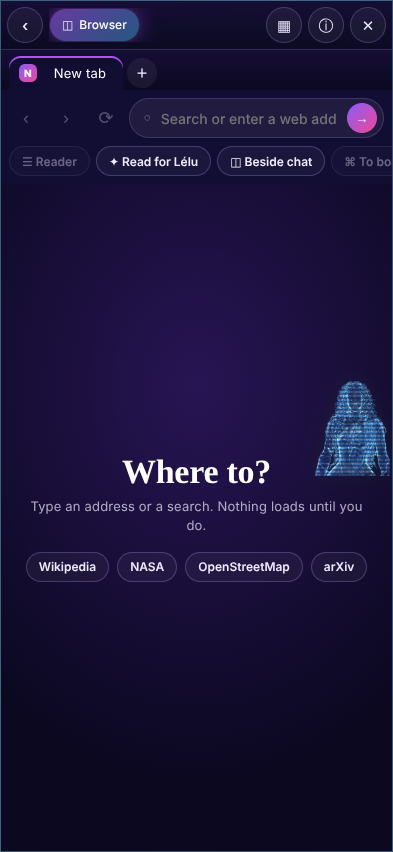 Browser
N New tab
Search or enter a web add
Reader
Read for Lélu
Beside chat
To bo
Where to?
Type an address or a search. Nothing loads until you
do.
Wikipedia
NASA
OpenStreetMap
arXiv